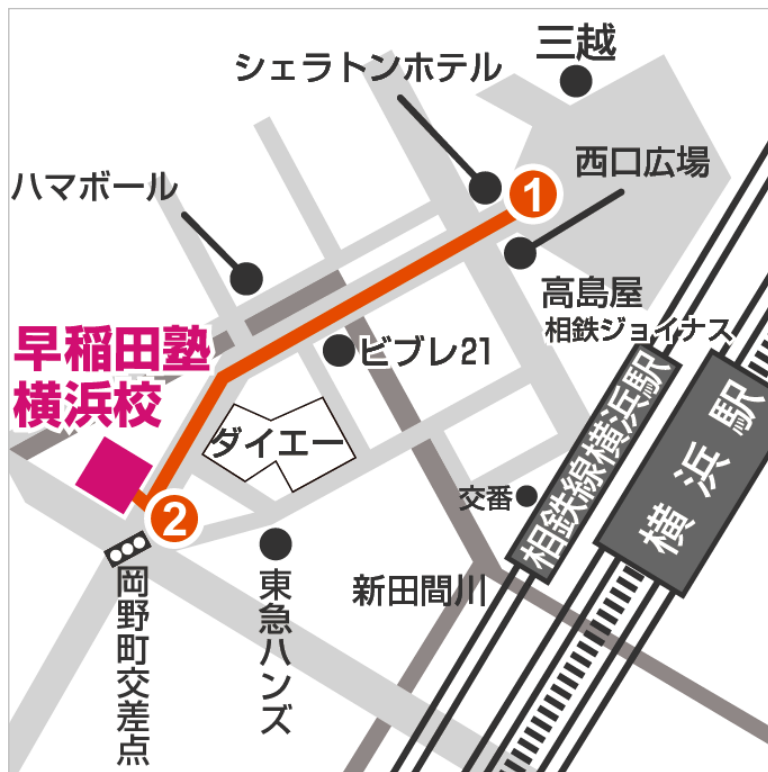 三越
シェラトンホテル
西口広場
ハマボール
1
高島屋
相鉄ジョイナス
早稲田塾
横浜校
ビブレ21
ダイエー
相鉄線横浜駅
横浜駅
交番
2
岡野町交差点
東急ハンズ
新田間川